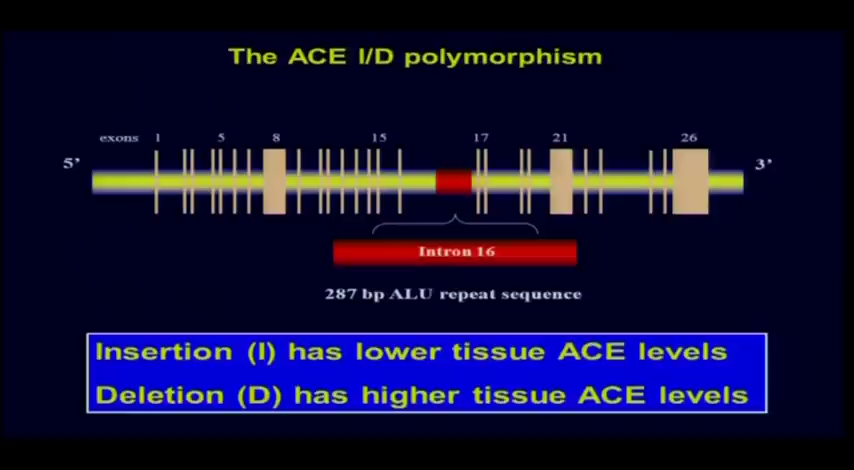 The ACE I/D polymorphism
exons 1 5 8 15 17 21 26
5’ 3’
Intron 16
287 bp ALU repeat sequence
Insertion (I) has lower tissue ACE levels
Deletion (D) has higher tissue ACE levels